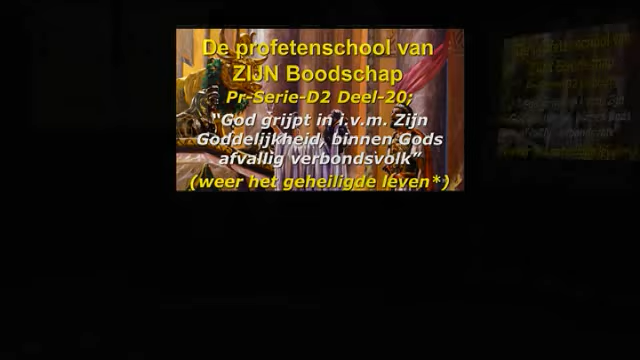 De profetenschool van
ZIJN Boodschap
Pr-Serie-D2 Deel-20;
"God grijpt in i.v.m. Zijn
Goddelijkheid, binnen Gods
afvallig verbondsvolk"
(weer het geheiligde leven*)